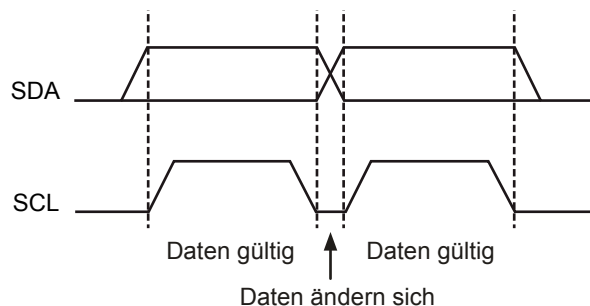 SDA
SCL
Daten gültig Daten gültig
Daten ändern sich